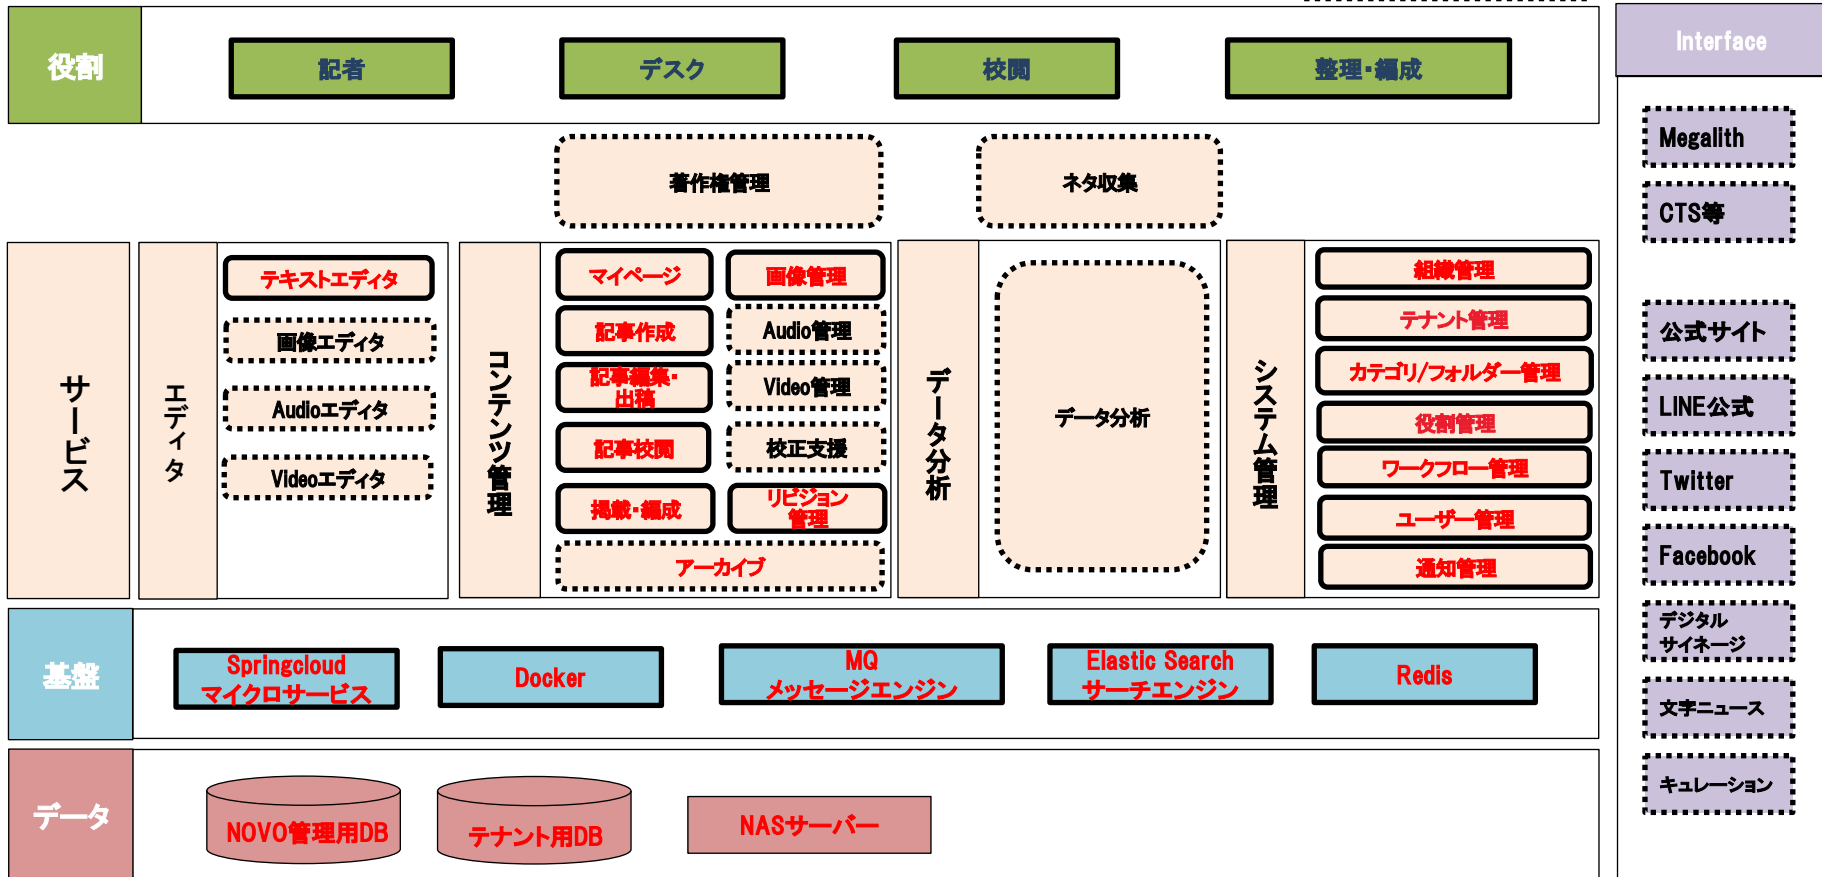 役割
記者
デスク
校閲
整理・編成
著作権管理
ネタ収集
サービス
エディタ
テキストエディタ
画像エディタ
Audioエディタ
Videoエディタ
コンテンツ管理
マイページ
記事作成
記事編集・
出稿
記事校閲
掲載・編成
画像管理
Audio管理
Video管理
校正支援
リビジョン
管理
アーカイブ
データ分析
データ分析
システム管理
組織管理
テナント管理
カテゴリ/フォルダー管理
役割管理
ワークフロー管理
ユーザー管理
通知管理
基盤
Springcloud
マイクロサービス
Docker
MQ
メッセージエンジン
Elastic Search
サーチエンジン
Redis
データ
NOVO管理用DB
テナント用DB
NASサーバー
Interface
Megalith
CTS等
公式サイト
LINE公式
Twitter
Facebook
デジタル
サイネージ
文字ニュース
キュレーション